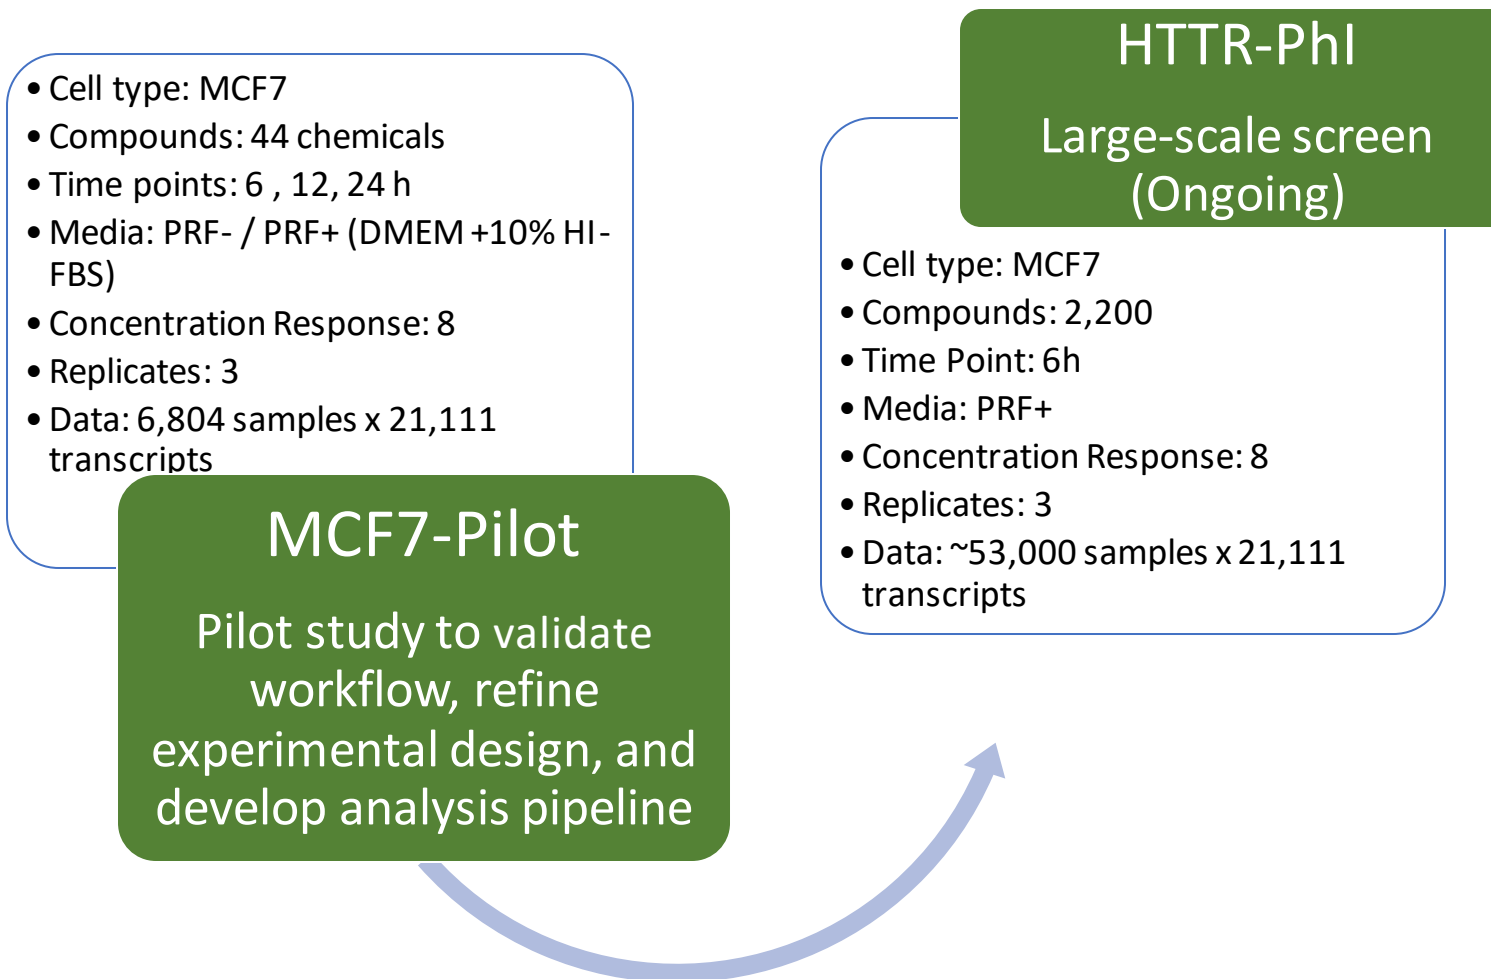 • Cell type: MCF7
• Compounds: 44 chemicals
• Time points: 6 , 12, 24 h
• Media: PRF- / PRF+ (DMEM +10% HI-
FBS)
• Concentration Response: 8
• Replicates: 3
• Data: 6,804 samples x 21,111
transcripts
MCF7-Pilot
Pilot study to validate
workflow, refine
experimental design, and
develop analysis pipeline
HTTR-PhI
Large-scale screen
(Ongoing)
• Cell type: MCF7
• Compounds: 2,200
• Time Point: 6h
• Media: PRF+
• Concentration Response: 8
• Replicates: 3
• Data: ~53,000 samples x 21,111
transcripts